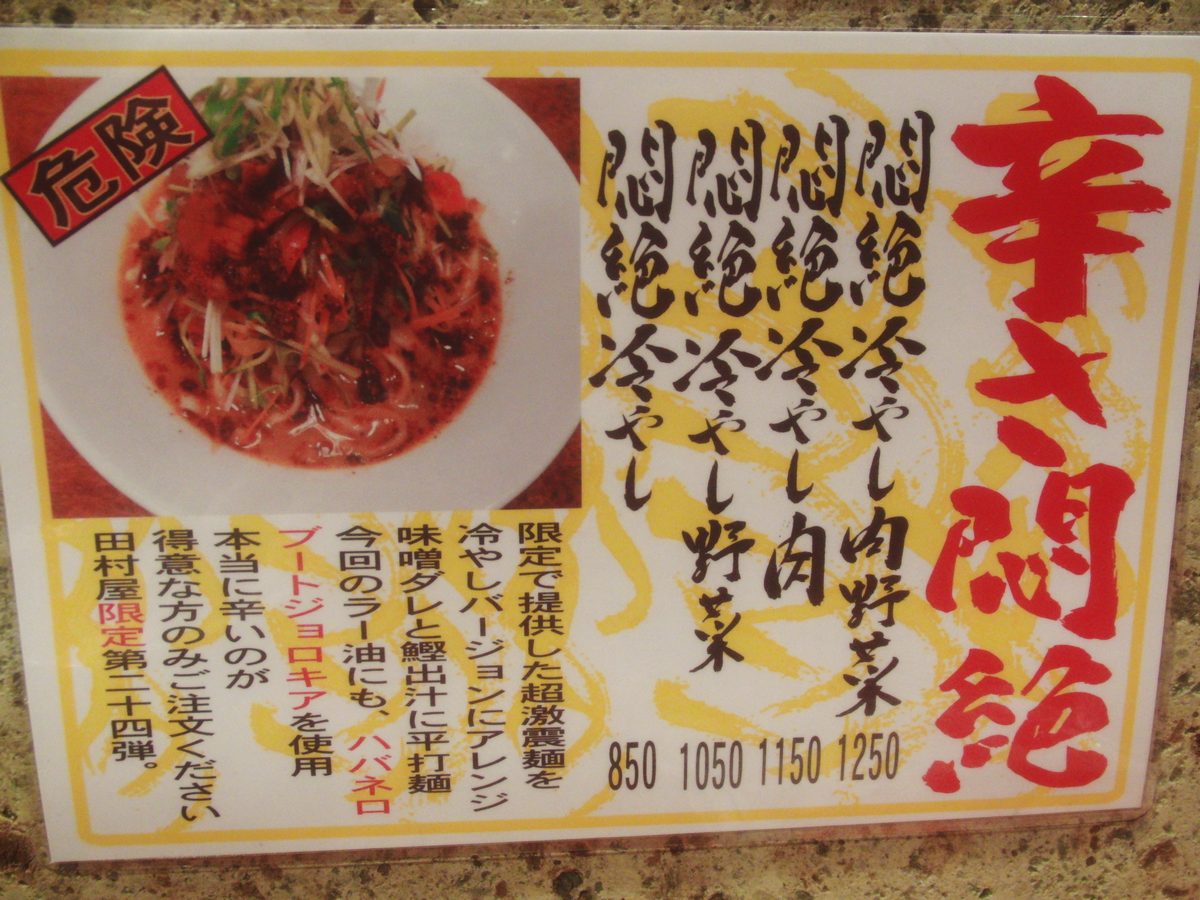 辛さ悶絶
悶絶冷やし肉野菜 1250
悶絶冷やし肉 1150
悶絶冷やし野菜 1050
悶絶冷やし 850
危険
限定で提供した超激震麺を
冷やしバージョンにアレンジ
味噌ダレと鰹出汁に平打麺
今回のラー油にも、ハバネロ
ブートジョロキアを使用
本当に辛いのが
得意な方のみご注文ください
田村屋限定第二十四弾。